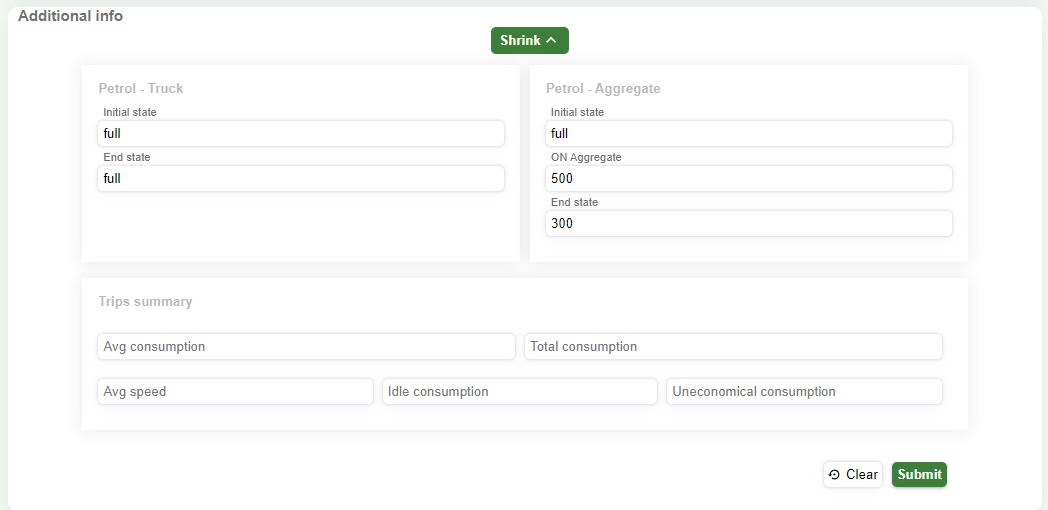 Additional info
Shrink
Petrol - Truck
Initial state
full
End state
full
Petrol - Aggregate
Initial state
full
ON Aggregate
500
End state
300
Trips summary
Avg consumption
Total consumption
Avg speed
Idle consumption
Uneconomical consumption
Clear
Submit